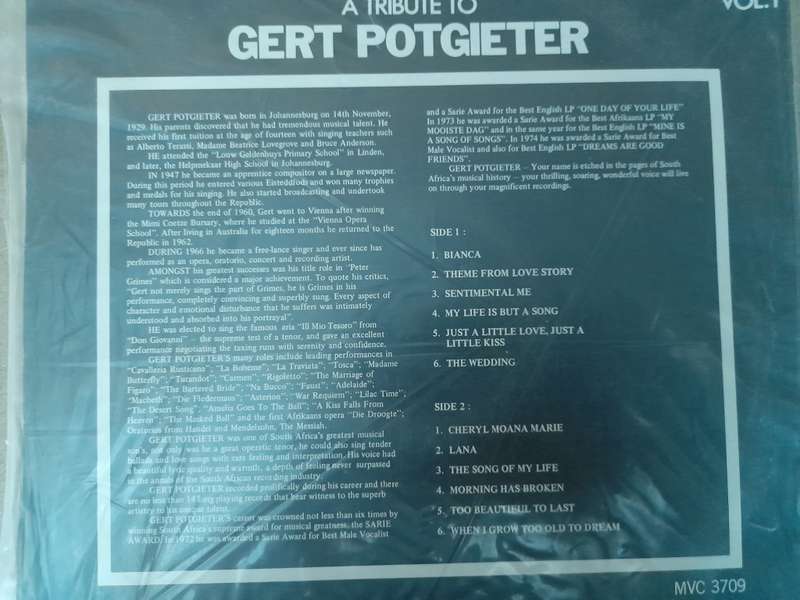 A TRIBUTE TO
VOL.1
GERT POTGIETER
GERT POTGIETER was born in Johannesburg on 14th November,
1929. His parents discovered that he had tremendous musical talent. He
received his first tuition at the age of fourteen with singing teachers such
as Alberto Terasti, Madame Beatrice Lovegrove and Bruce Anderson.
HE attended the "Louw Geldenhuys Primary School" in Linden,
and later, the Helpmekaar High School in Johannesburg.
IN 1947 he became an apprentice compositor on a large newspaper.
During this period he entered various Eisteddfods and won many trophies
and medals for his singing. He also started broadcasting and undertook
many tours throughout the Republic.
TOWARDS the end of 1960, Gert went to Vienna after winning
the Mimi Coetze Bursary, where he studied at the "Vienna Opera
School". After living in Australia for eighteen months he returned to the
Republic in 1962.
DURING 1966 he became a free-lance singer and ever since has
performed as an opera, oratorio, concert and recording artist.
AMONGST his greatest successes was his title role in "Peter
Grimes" which is considered a major achievement. To quote his critics,
"Gert not merely sings the part of Grimes, he is Grimes in his
performance, completely convincing and superbly sung. Every aspect of
character and emotional disturbance that he suffers was intimately
understood and absorbed into his portrayal".
HE was elected to sing the famous aria "Ill Mio Tesoro" from
"Don Giovanni" – the supreme test of a tenor, and gave an excellent
performance negotiating the taxing runs with serenity and confidence.
GERT POTGIETER'S many roles include leading performances in
"Cavalleria Rusticana"; "La Boheme"; "La Traviata"; "Tosca"; "Madame
Butterfly"; "Turandot"; "Carmen"; "Rigoletto"; "The Marriage of
Figaro"; "The Bartered Bride"; "Na Bucco"; "Faust"; "Adelaide";
"Macbeth"; "Die Fledermaus"; "Asterion"; "War Requiem"; "Lilac Time";
"The Desert Song", "Amelia Goes To The Ball"; "A Kiss Falls From
Heaven"; "The Masked Ball" and the first Afrikaans opera "Die Droogte";
Oratorios from Handel and Mendelsohn, The Messiah.
GERT POTGIETER was one of South Africa's greatest musical
son's, not only was he a great operatic tenor, he could also sing tender
ballads and love songs with rare feeling and interpretation. His voice had
a beautiful lyric quality and warmth, a depth of feeling never surpassed
in the annals of the South African recording industry.
GERT POTGIETER recorded prolifically during his career and there
are no less than 14 Long playing records that bear witness to the superb
artistry to his unique talent.
GERT POTGIETER'S career was crowned not less than six times by
winning South Africa's supreme award for musical greatness, the SARIE
AWARD. In 1972 he was awarded a Sarie Award for Best Male Vocalist
and a Sarie Award for the Best English LP "ONE DAY OF YOUR LIFE"
In 1973 he was awarded a Sarie for the Best Afrikaans LP "MY
MOOISTE DAG" and in the same year for the Best English LP "MINE IS
A SONG OF SONGS". In 1974 he was awarded a Sarie Award for Best
Male Vocalist and also for Best English LP "DREAMS ARE GOOD
FRIENDS".
GERT POTGIETER – Your name is etched in the pages of South
Africa's musical history – your thrilling, soaring, wonderful voice will live
on through your magnificent recordings.
SIDE 1 :
1. BIANCA
2. THEME FROM LOVE STORY
3. SENTIMENTAL ME
4. MY LIFE IS BUT A SONG
5. JUST A LITTLE LOVE, JUST A
LITTLE KISS
6. THE WEDDING
SIDE 2 :
1. CHERYL MOANA MARIE
2. LANA
3. THE SONG OF MY LIFE
4. MORNING HAS BROKEN
5. TOO BEAUTIFUL TO LAST
6. WHEN I GROW TOO OLD TO DREAM
MVC 3709